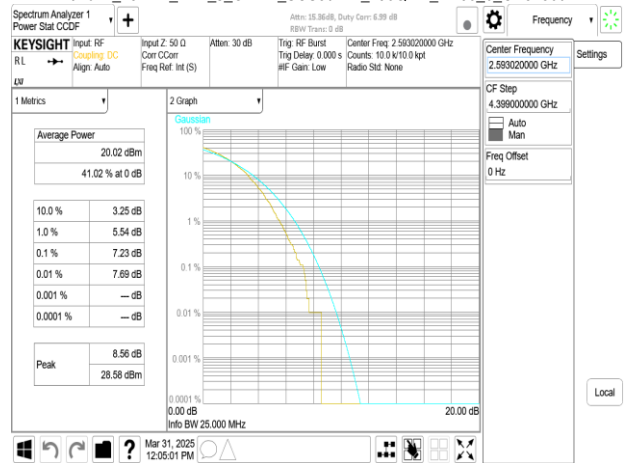 Spectrum Analyzer 1
Power Stat CCDF
Attn: 15.36dB, Duty Corr: 6.99 dB
RBW Trans: 0 dB
Frequency
KEYSIGHT
RL
LXI
Input: RF
Coupling: DC
Align: Auto
Input Z: 50 Ω
Corr CCorr
Freq Ref: Int (S)
Atten: 30 dB
Trig: RF Burst
Trig Delay: 0.000 s
#IF Gain: Low
Center Freq: 2.593020000 GHz
Counts: 10.0 k/10.0 kpt
Radio Std: None
Center Frequency
2.593020000 GHz
Settings
CF Step
4.399000000 GHz
Auto
Man
Freq Offset
0 Hz
1 Metrics
Average Power
20.02 dBm
41.02 % at 0 dB
10.0 % 3.25 dB
1.0 % 5.54 dB
0.1 % 7.23 dB
0.01 % 7.69 dB
0.001 % --- dB
0.0001 % --- dB
Peak
8.56 dB
28.58 dBm
2 Graph
Gaussian
100 %
10 %
1 %
0.1 %
0.01 %
0.001 %
0.0001 %
0.00 dB 20.00 dB
Info BW 25.000 MHz
Local
?
Mar 31, 2025
12:05:01 PM